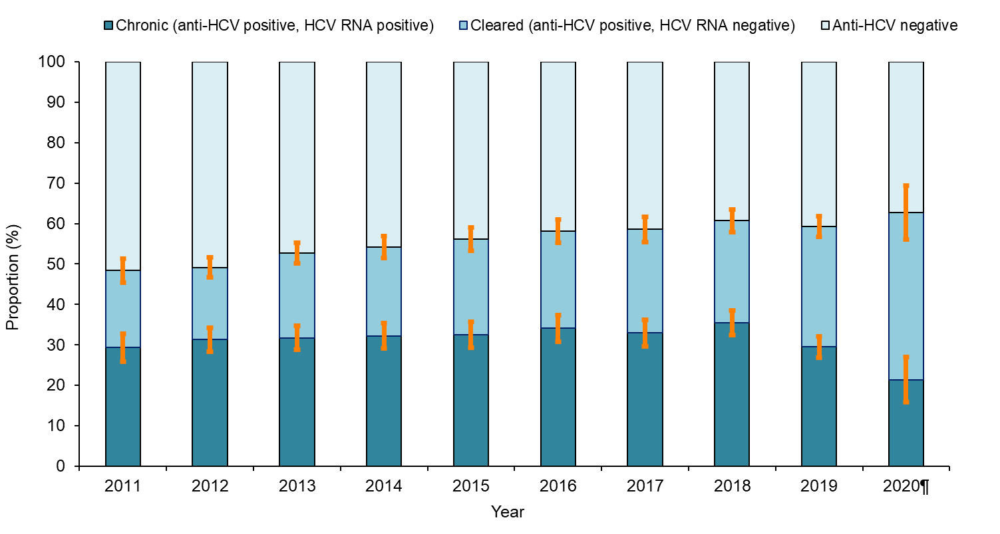 Chronic (anti-HCV positive, HCV RNA positive) Cleared (anti-HCV positive, HCV RNA negative) Anti-HCV negative
100
90
80
70
60
50
40
30
20
10
0
Proportion (%)
2011 2012 2013 2014 2015 2016 2017 2018 2019 2020¶
Year